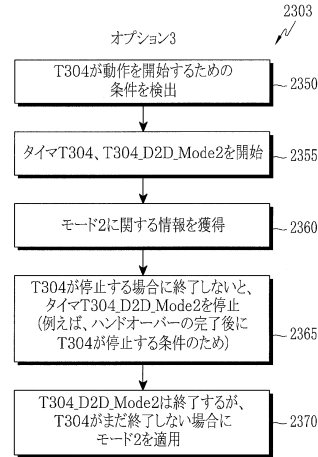 オプション3
2303
T304が動作を開始するための
条件を検出
2350
タイマT304、T304_D2D_Mode2を開始
2355
モード2に関する情報を獲得
2360
T304が停止する場合に終了しないと、
タイマT304_D2D_Mode2を停止
(例えば、ハンドオーバーの完了後に
T304が停止する条件のため)
2365
T304_D2D_Mode2は終了するが、
T304がまだ終了しない場合に
モード2を適用
2370